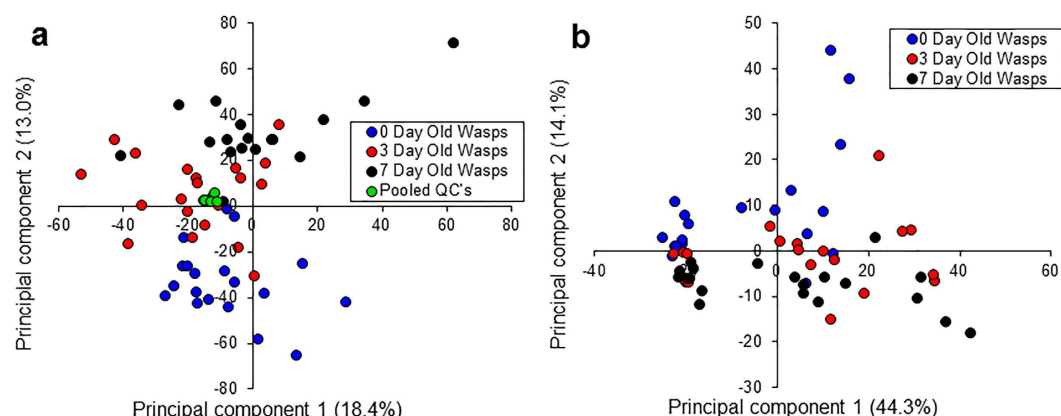 a
b
80
60
40
20
0
-20
-40
-60
-80
-60
-40
-20
0
20
40
60
80
Principlal component 2 (13.0%)
Principal component 1 (18.4%)
0 Day Old Wasps
3 Day Old Wasps
7 Day Old Wasps
Pooled QC's
50
40
30
20
10
0
-10
-20
-30
-40
-20
0
20
40
60
Principal component 2 (14.1%)
Principal component 1 (44.3%)
0 Day Old Wasps
3 Day Old Wasps
7 Day Old Wasps